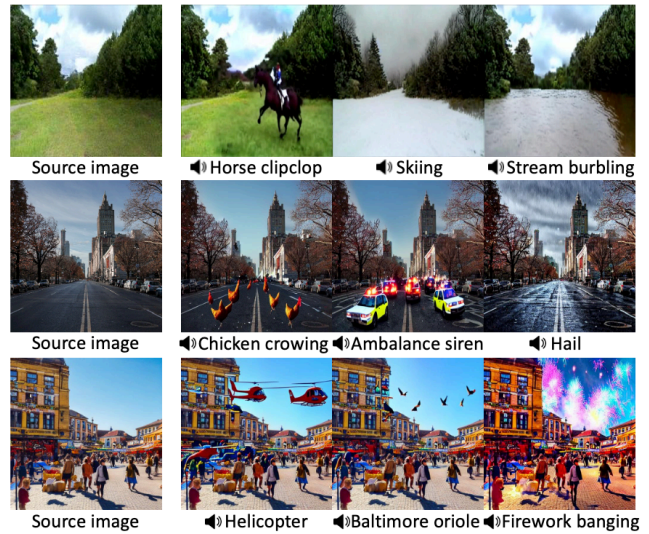 Source image
Horse clipclop
Skiing
Stream burbling
Source image
Chicken crowing
Ambalance siren
Hail
Source image
Helicopter
Baltimore oriole
Firework banging